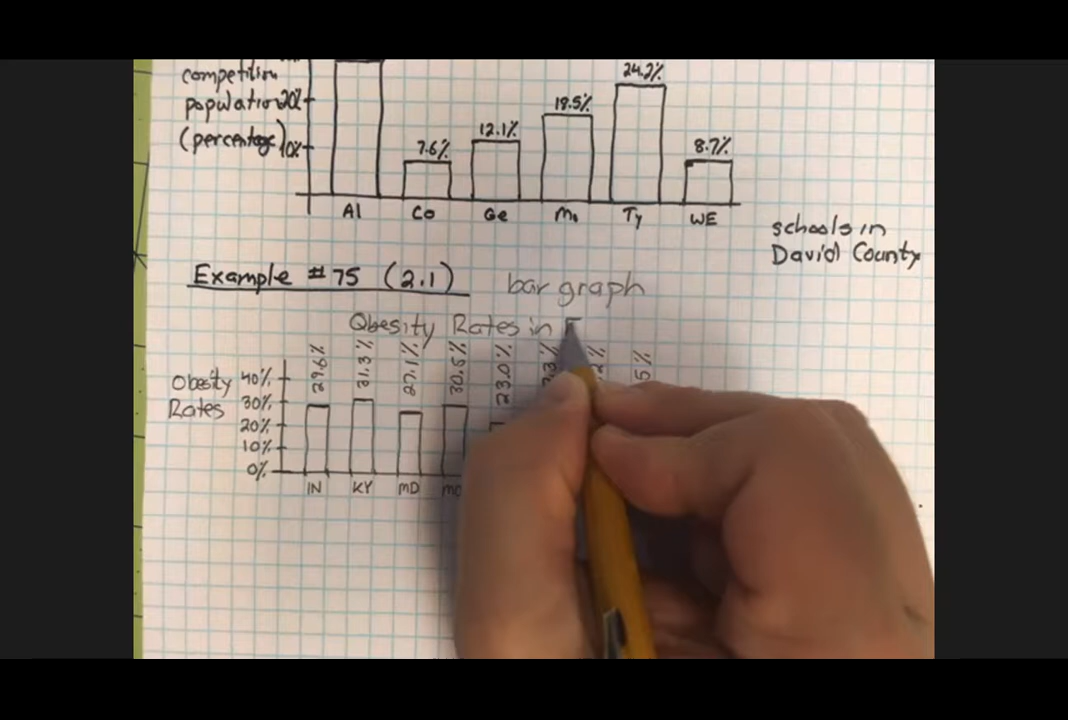 competition
population 20%
(percentage) 10%
7.6% 12.1% 18.5% 24.2% 8.7%
Al Co Ge Mo Ty WE
schools in
David County
Example #75 (2.1) bar graph
Obesity Rates in
29.6% 31.3% 27.1% 30.5% 23.0%
Obesity 40%
Rates 30%
20%
10%
0%
IN KY MD MO